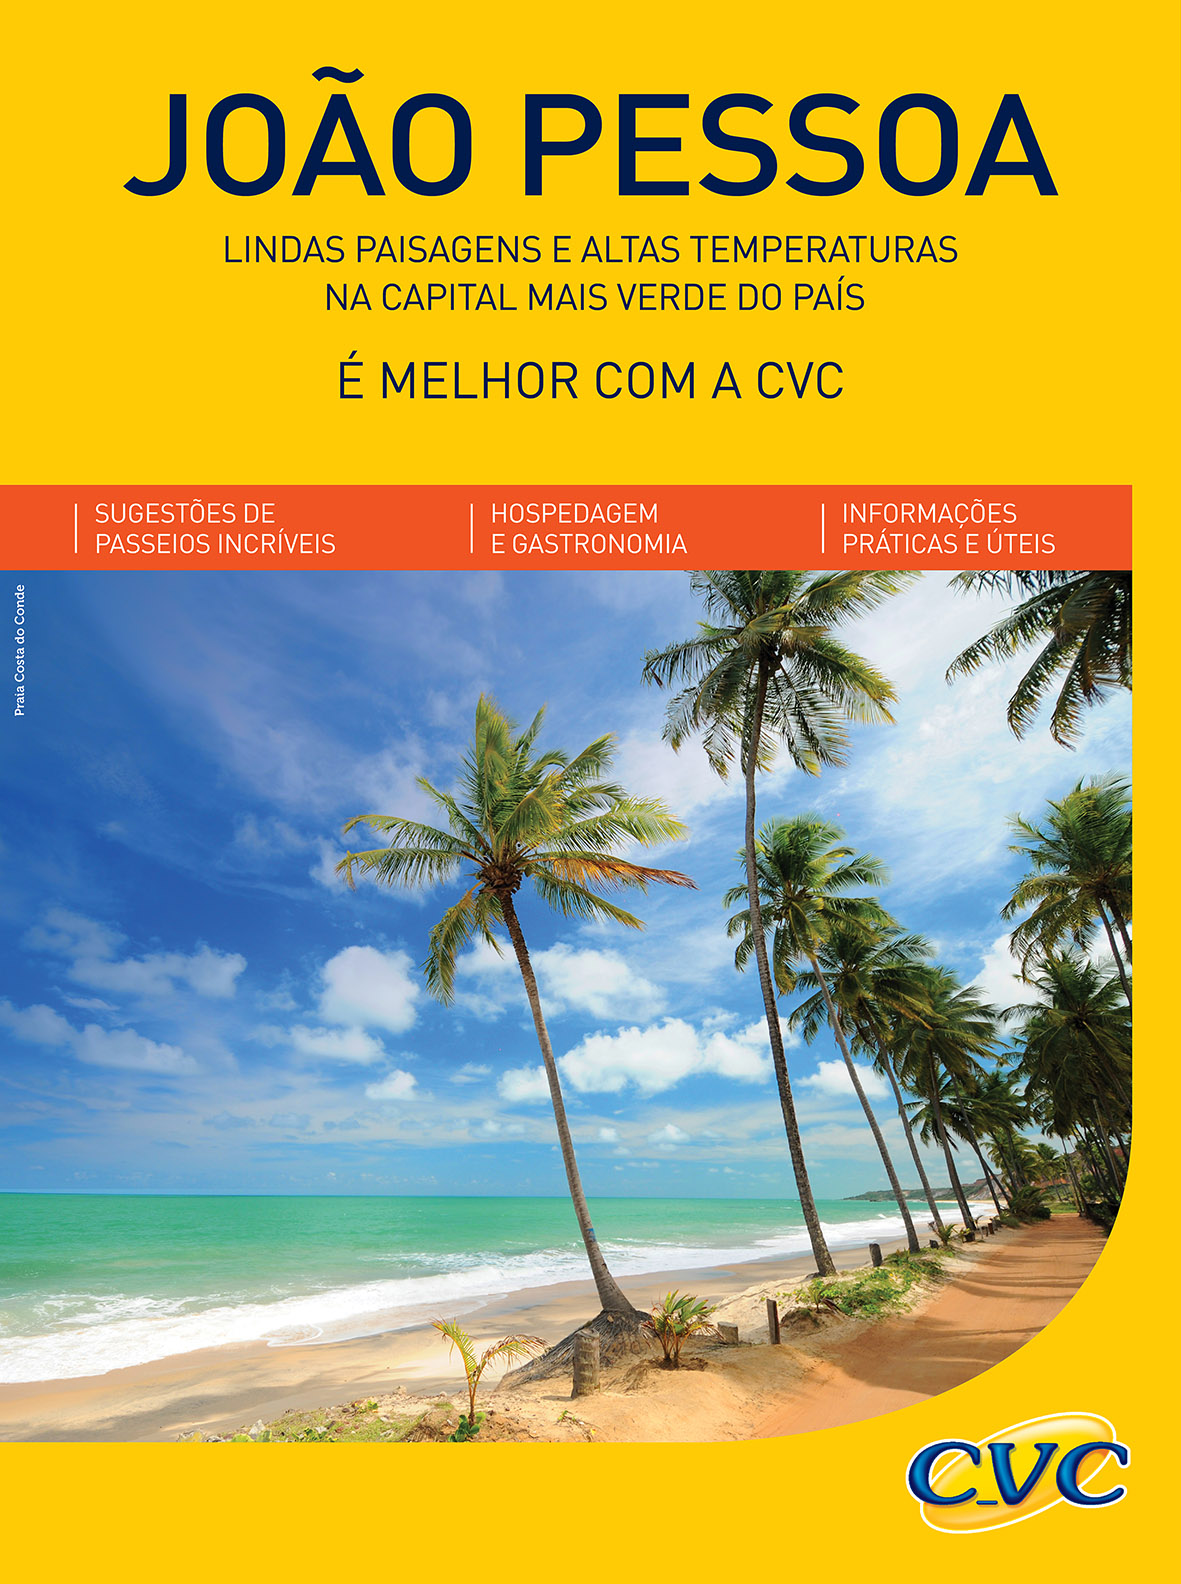 JOÃO PESSOA
LINDAS PAISAGENS E ALTAS TEMPERATURAS
NA CAPITAL MAIS VERDE DO PAÍS
É MELHOR COM A CVC
SUGESTÕES DE
PASSEIOS INCRÍVEIS
HOSPEDAGEM
E GASTRONOMIA
INFORMAÇÕES
PRÁTICAS E ÚTEIS
Praia Costa do Conde
CVC